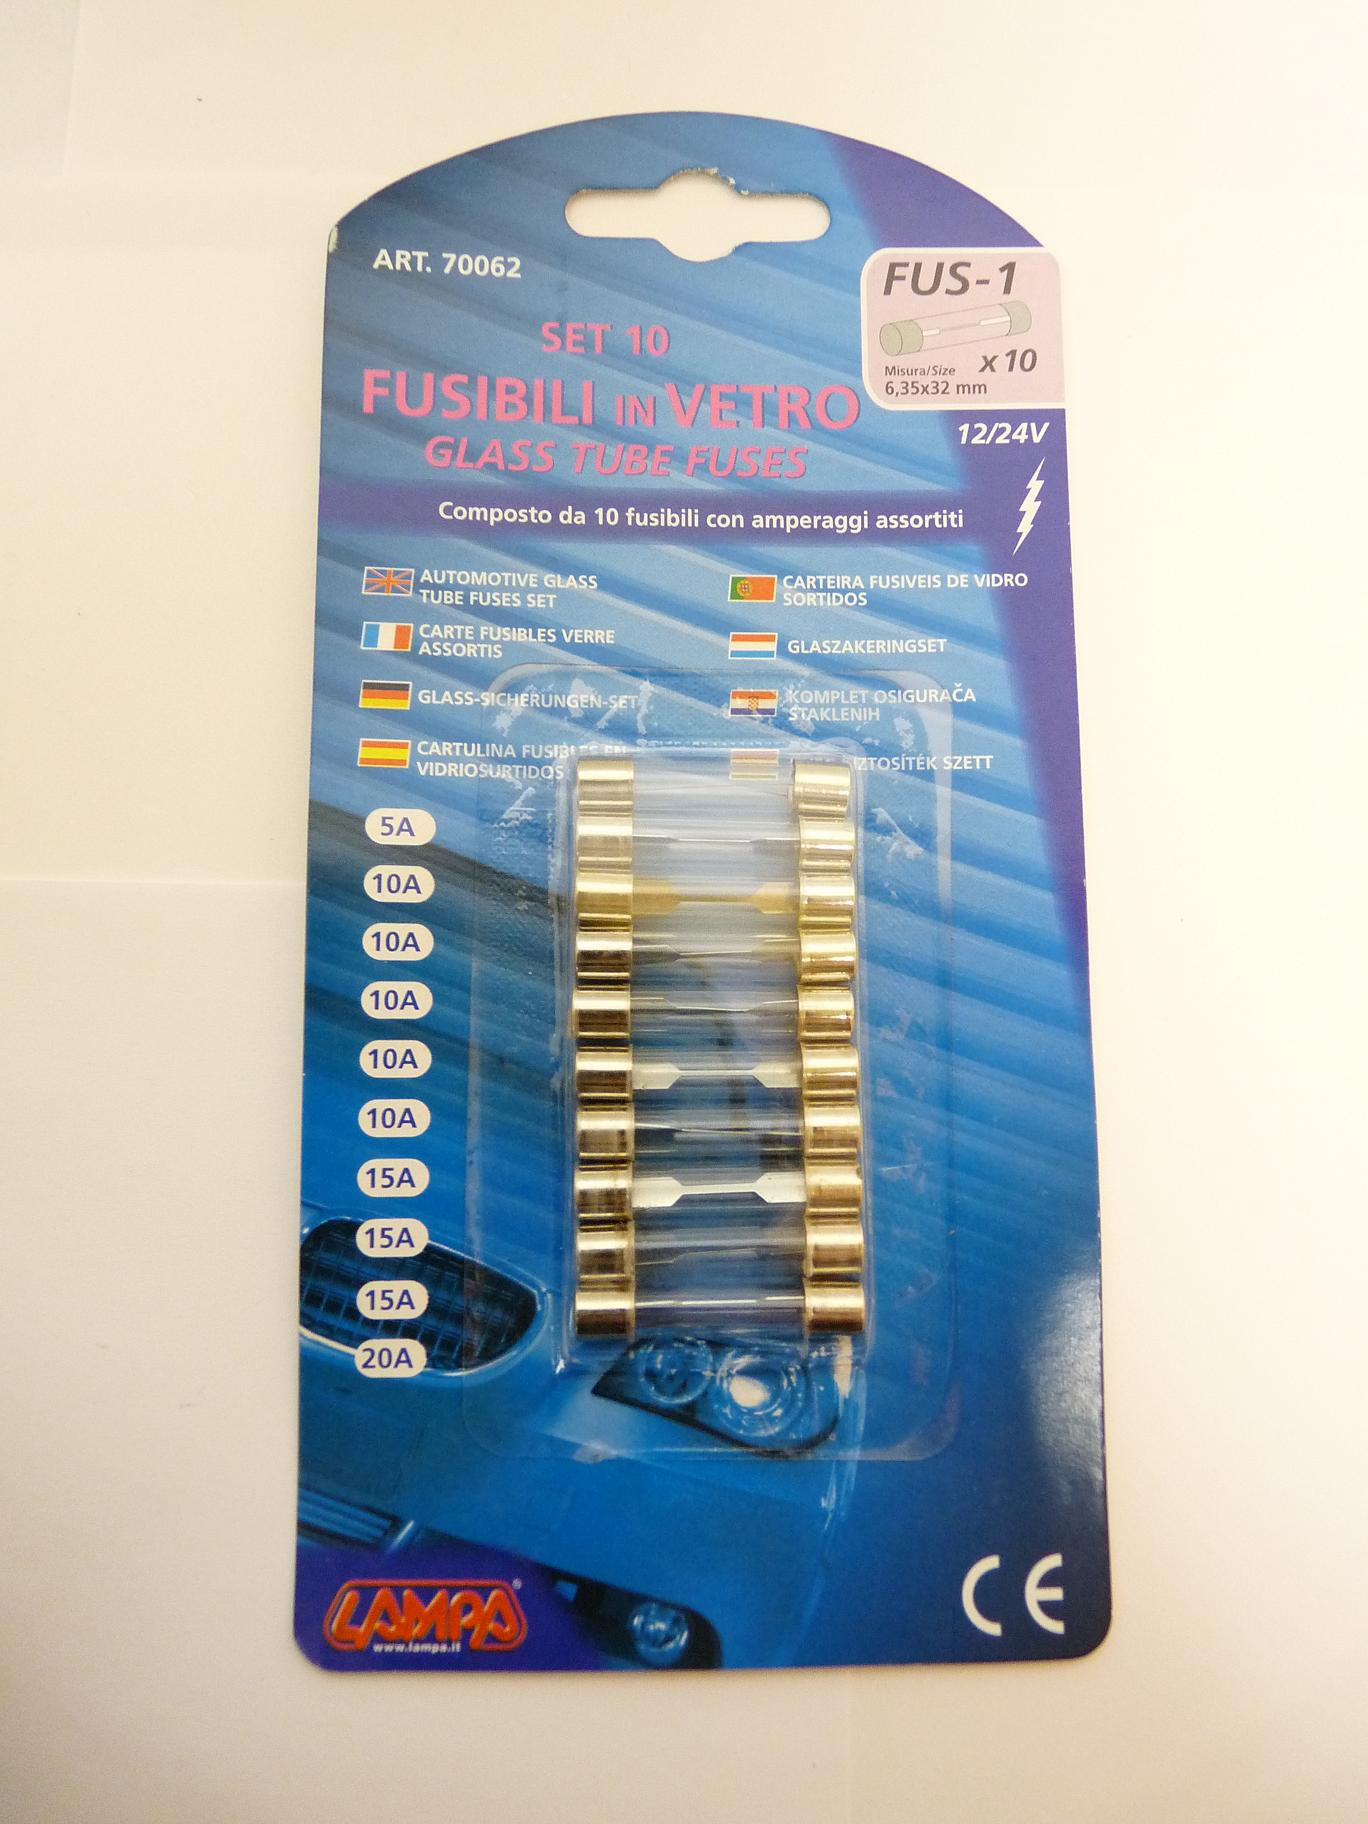 ART. 70062
FUS-1
x 10
Misura/Size
6,35x32 mm
SET 10
FUSIBILI IN VETRO
GLASS TUBE FUSES
12/24V
Composto da 10 fusibili con amperaggi assortiti
AUTOMOTIVE GLASS
TUBE FUSES SET
CARTE FUSIBLES VERRE
ASSORTIS
GLASS-SICHERUNGEN-SET
CARTULINA FUSIBLES EN
VIDRIOSURTIDOS
CARTEIRA FUSIVEIS DE VIDRO
SORTIDOS
GLASZAKERINGSET
KOMPLET OSIGURAČA
STAKLENIH
SZETT
5A
10A
10A
10A
10A
10A
15A
15A
15A
20A
LAMPA®
www.lampa.it
CE